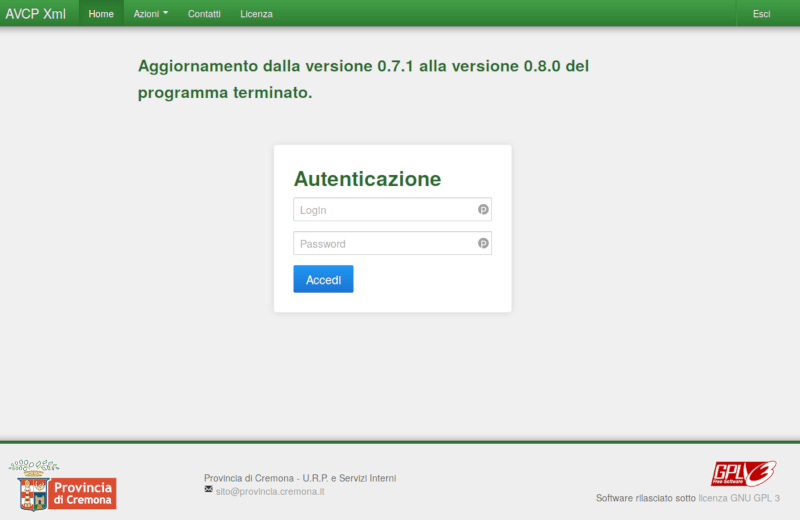 AVCP Xml Home Azioni Contatti Licenza Esci
Aggiornamento dalla versione 0.7.1 alla versione 0.8.0 del
programma terminato.
Autenticazione
Login
Password
Accedi
Provincia
di Cremona
Provincia di Cremona - U.R.P. e Servizi Interni
sito@provincia.cremona.it
GPLV3
Free Software
Software rilasciato sotto licenza GNU GPL 3